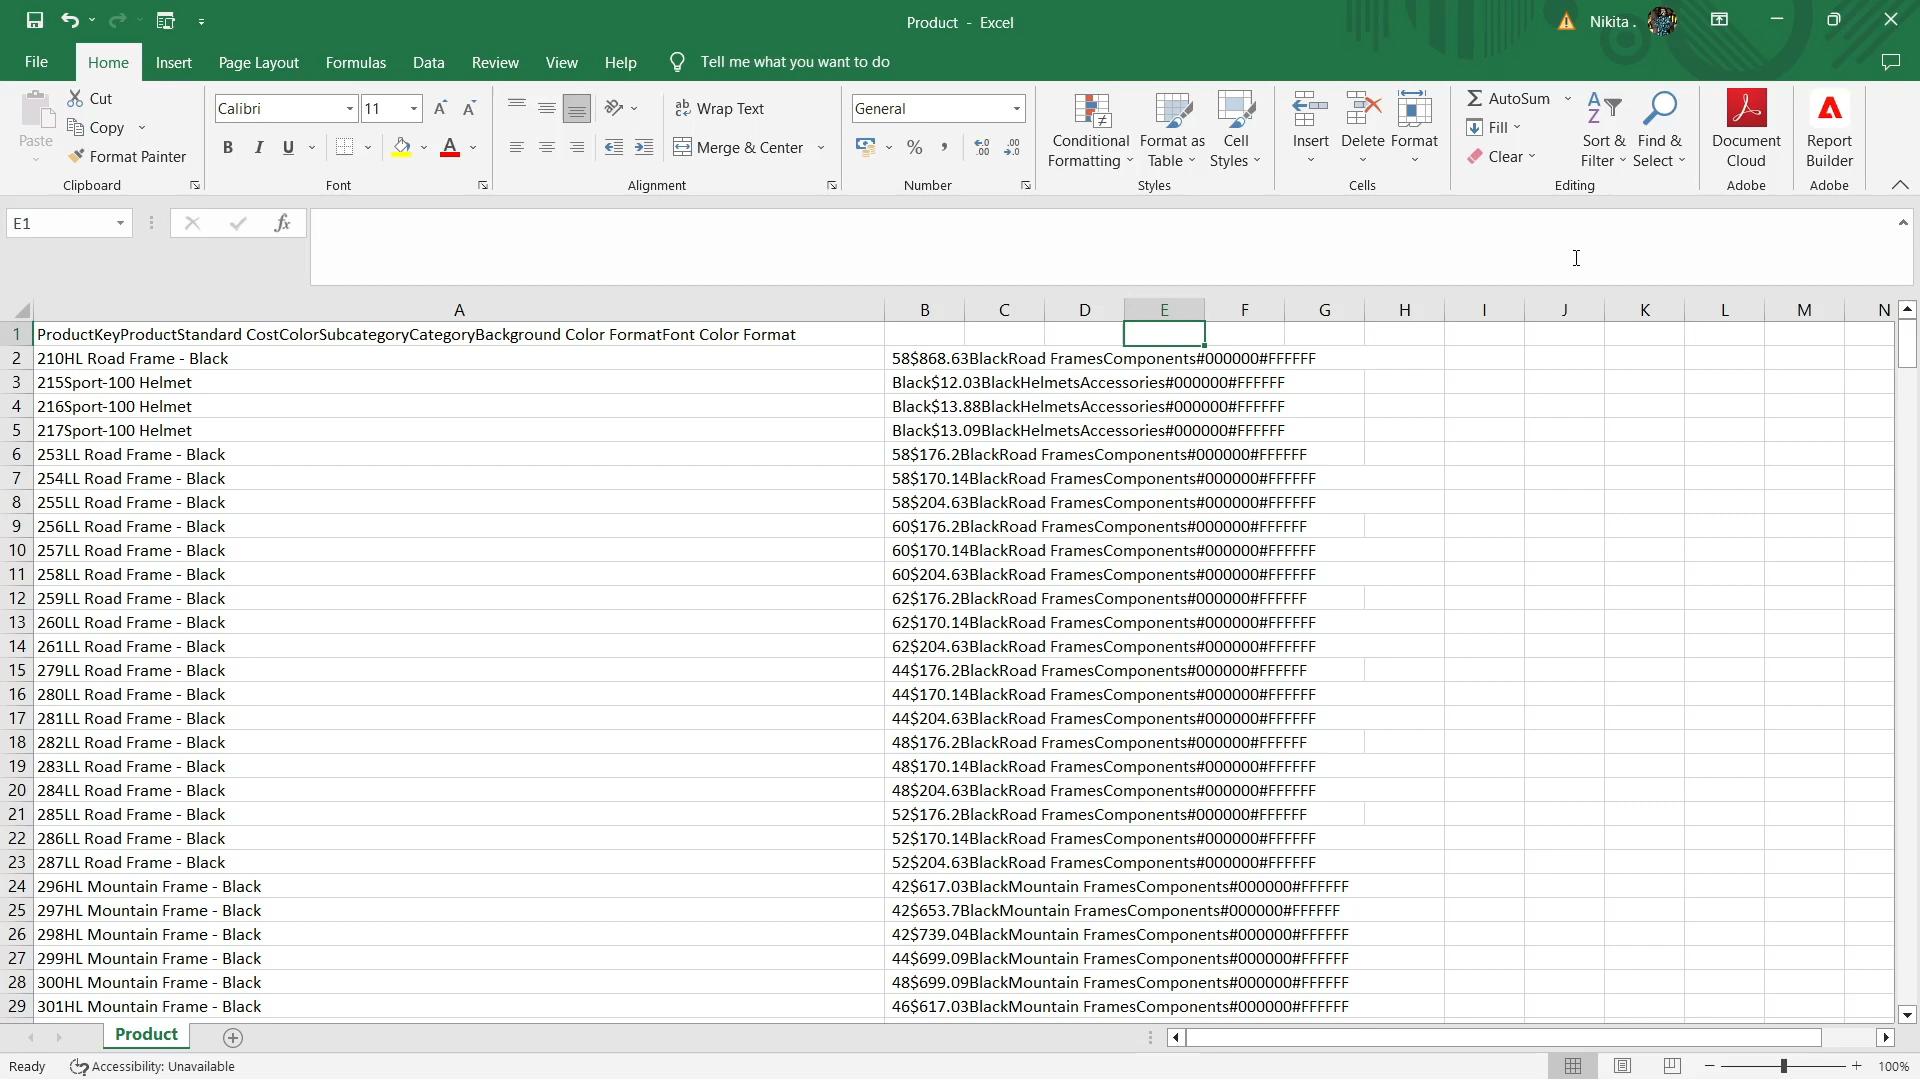 Product - Excel
Nikita .
File Home Insert Page Layout Formulas Data Review View Help Tell me what you want to do
Paste
Cut
Copy
Format Painter
Clipboard
Calibri 11
B I U
Font
Wrap Text
Merge & Center
Alignment
General
Number
Conditional Formatting
Format as Table
Cell Styles
Styles
Insert Delete Format
Cells
AutoSum
Fill
Clear
Sort & Filter
Find & Select
Editing
Document Cloud
Adobe
Report Builder
Adobe
E1 fx
A B C D E F G H I J K L M N
1 ProductKeyProductStandard CostColorSubcategoryCategoryBackground Color FormatFont Color Format
2 210HL Road Frame - Black 58$868.63BlackRoad FramesComponents#000000#FFFFFF
3 215Sport-100 Helmet Black$12.03BlackHelmetsAccessories#000000#FFFFFF
4 216Sport-100 Helmet Black$13.88BlackHelmetsAccessories#000000#FFFFFF
5 217Sport-100 Helmet Black$13.09BlackHelmetsAccessories#000000#FFFFFF
6 253LL Road Frame - Black 58$176.2BlackRoad FramesComponents#000000#FFFFFF
7 254LL Road Frame - Black 58$170.14BlackRoad FramesComponents#000000#FFFFFF
8 255LL Road Frame - Black 58$204.63BlackRoad FramesComponents#000000#FFFFFF
9 256LL Road Frame - Black 60$176.2BlackRoad FramesComponents#000000#FFFFFF
10 257LL Road Frame - Black 60$170.14BlackRoad FramesComponents#000000#FFFFFF
11 258LL Road Frame - Black 60$204.63BlackRoad FramesComponents#000000#FFFFFF
12 259LL Road Frame - Black 62$176.2BlackRoad FramesComponents#000000#FFFFFF
13 260LL Road Frame - Black 62$170.14BlackRoad FramesComponents#000000#FFFFFF
14 261LL Road Frame - Black 62$204.63BlackRoad FramesComponents#000000#FFFFFF
15 279LL Road Frame - Black 44$176.2BlackRoad FramesComponents#000000#FFFFFF
16 280LL Road Frame - Black 44$170.14BlackRoad FramesComponents#000000#FFFFFF
17 281LL Road Frame - Black 44$204.63BlackRoad FramesComponents#000000#FFFFFF
18 282LL Road Frame - Black 48$176.2BlackRoad FramesComponents#000000#FFFFFF
19 283LL Road Frame - Black 48$170.14BlackRoad FramesComponents#000000#FFFFFF
20 284LL Road Frame - Black 48$204.63BlackRoad FramesComponents#000000#FFFFFF
21 285LL Road Frame - Black 52$176.2BlackRoad FramesComponents#000000#FFFFFF
22 286LL Road Frame - Black 52$170.14BlackRoad FramesComponents#000000#FFFFFF
23 287LL Road Frame - Black 52$204.63BlackRoad FramesComponents#000000#FFFFFF
24 296HL Mountain Frame - Black 42$617.03BlackMountain FramesComponents#000000#FFFFFF
25 297HL Mountain Frame - Black 42$653.7BlackMountain FramesComponents#000000#FFFFFF
26 298HL Mountain Frame - Black 42$739.04BlackMountain FramesComponents#000000#FFFFFF
27 299HL Mountain Frame - Black 44$699.09BlackMountain FramesComponents#000000#FFFFFF
28 300HL Mountain Frame - Black 48$699.09BlackMountain FramesComponents#000000#FFFFFF
29 301HL Mountain Frame - Black 46$617.03BlackMountain FramesComponents#000000#FFFFFF
Product
Ready Accessibility: Unavailable 100%